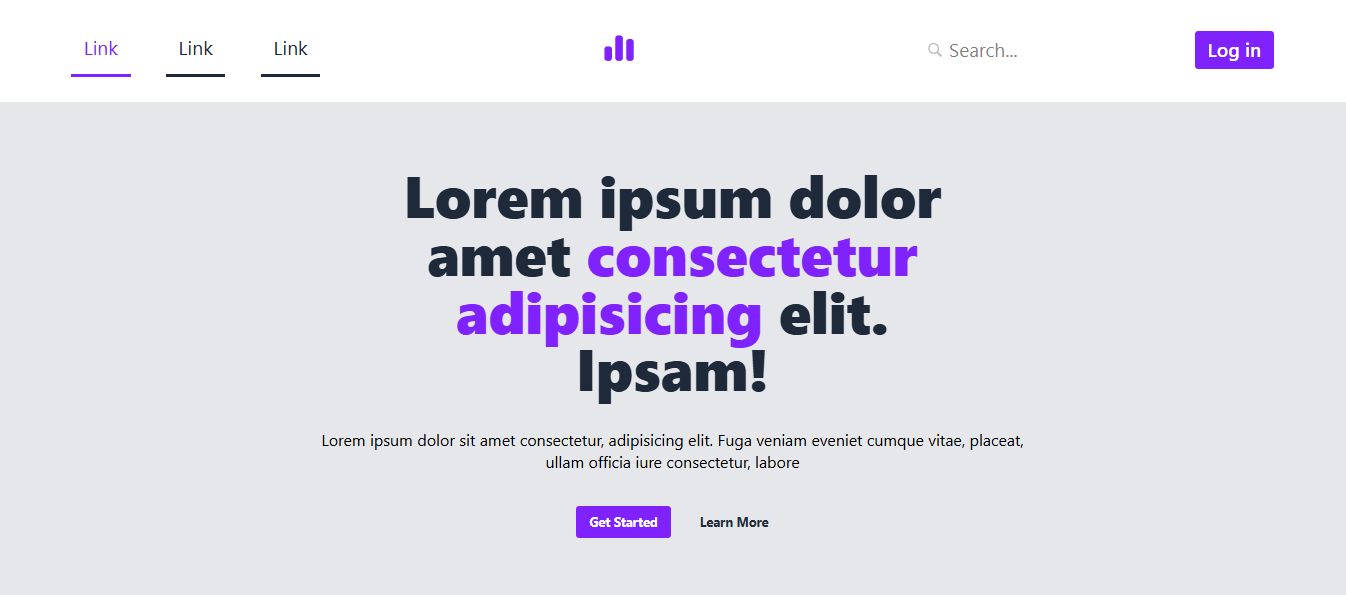 Link Link Link Search... Log in
Lorem ipsum dolor
amet consectetur
adipisicing elit.
Ipsam!
Lorem ipsum dolor sit amet consectetur, adipisicing elit. Fuga veniam eveniet cumque vitae, placeat,
ullam officia iure consectetur, labore
Get Started Learn More